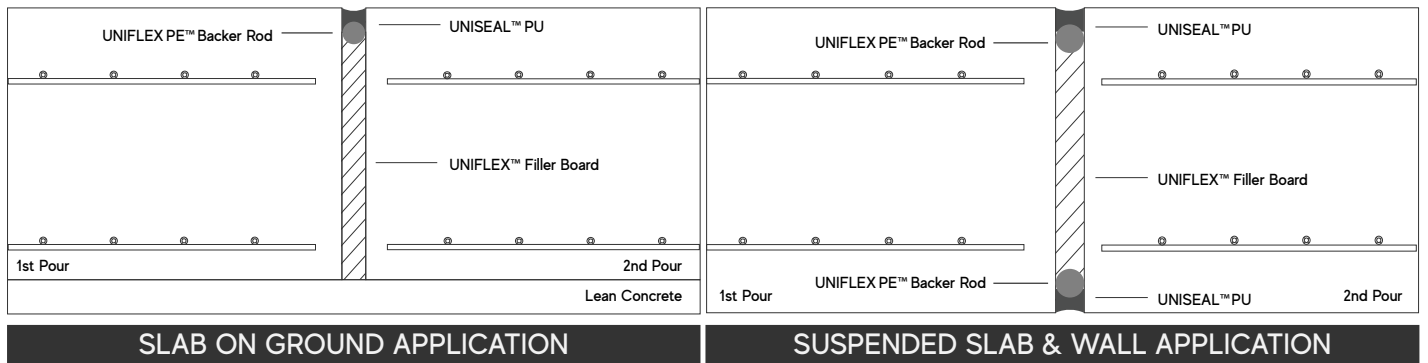 UNIFLEX PE™ Backer Rod
UNISEAL™ PU
UNIFLEX™ Filler Board
1st Pour
2nd Pour
Lean Concrete
SLAB ON GROUND APPLICATION
UNIFLEX PE™ Backer Rod
UNISEAL™ PU
UNIFLEX™ Filler Board
UNIFLEX PE™ Backer Rod
1st Pour
UNISEAL™ PU
2nd Pour
SUSPENDED SLAB & WALL APPLICATION